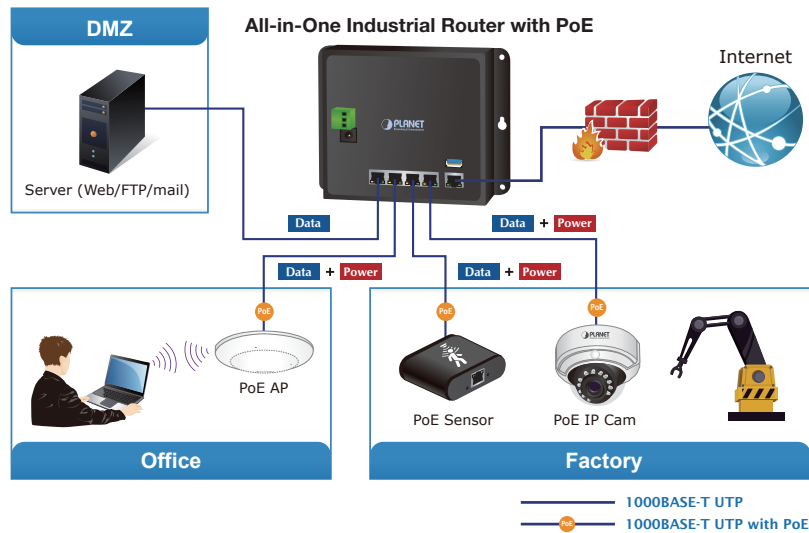 All-in-One Industrial Router with PoE
DMZ
Server (Web/FTP/mail)
PLANET
Internet
Data
Data + Power
Data + Power
Data + Power
PoE
PoE
PoE
PLANET
PoE AP
PoE Sensor
PoE IP Cam
Office
Factory
1000BASE-T UTP
PoE
1000BASE-T UTP with PoE